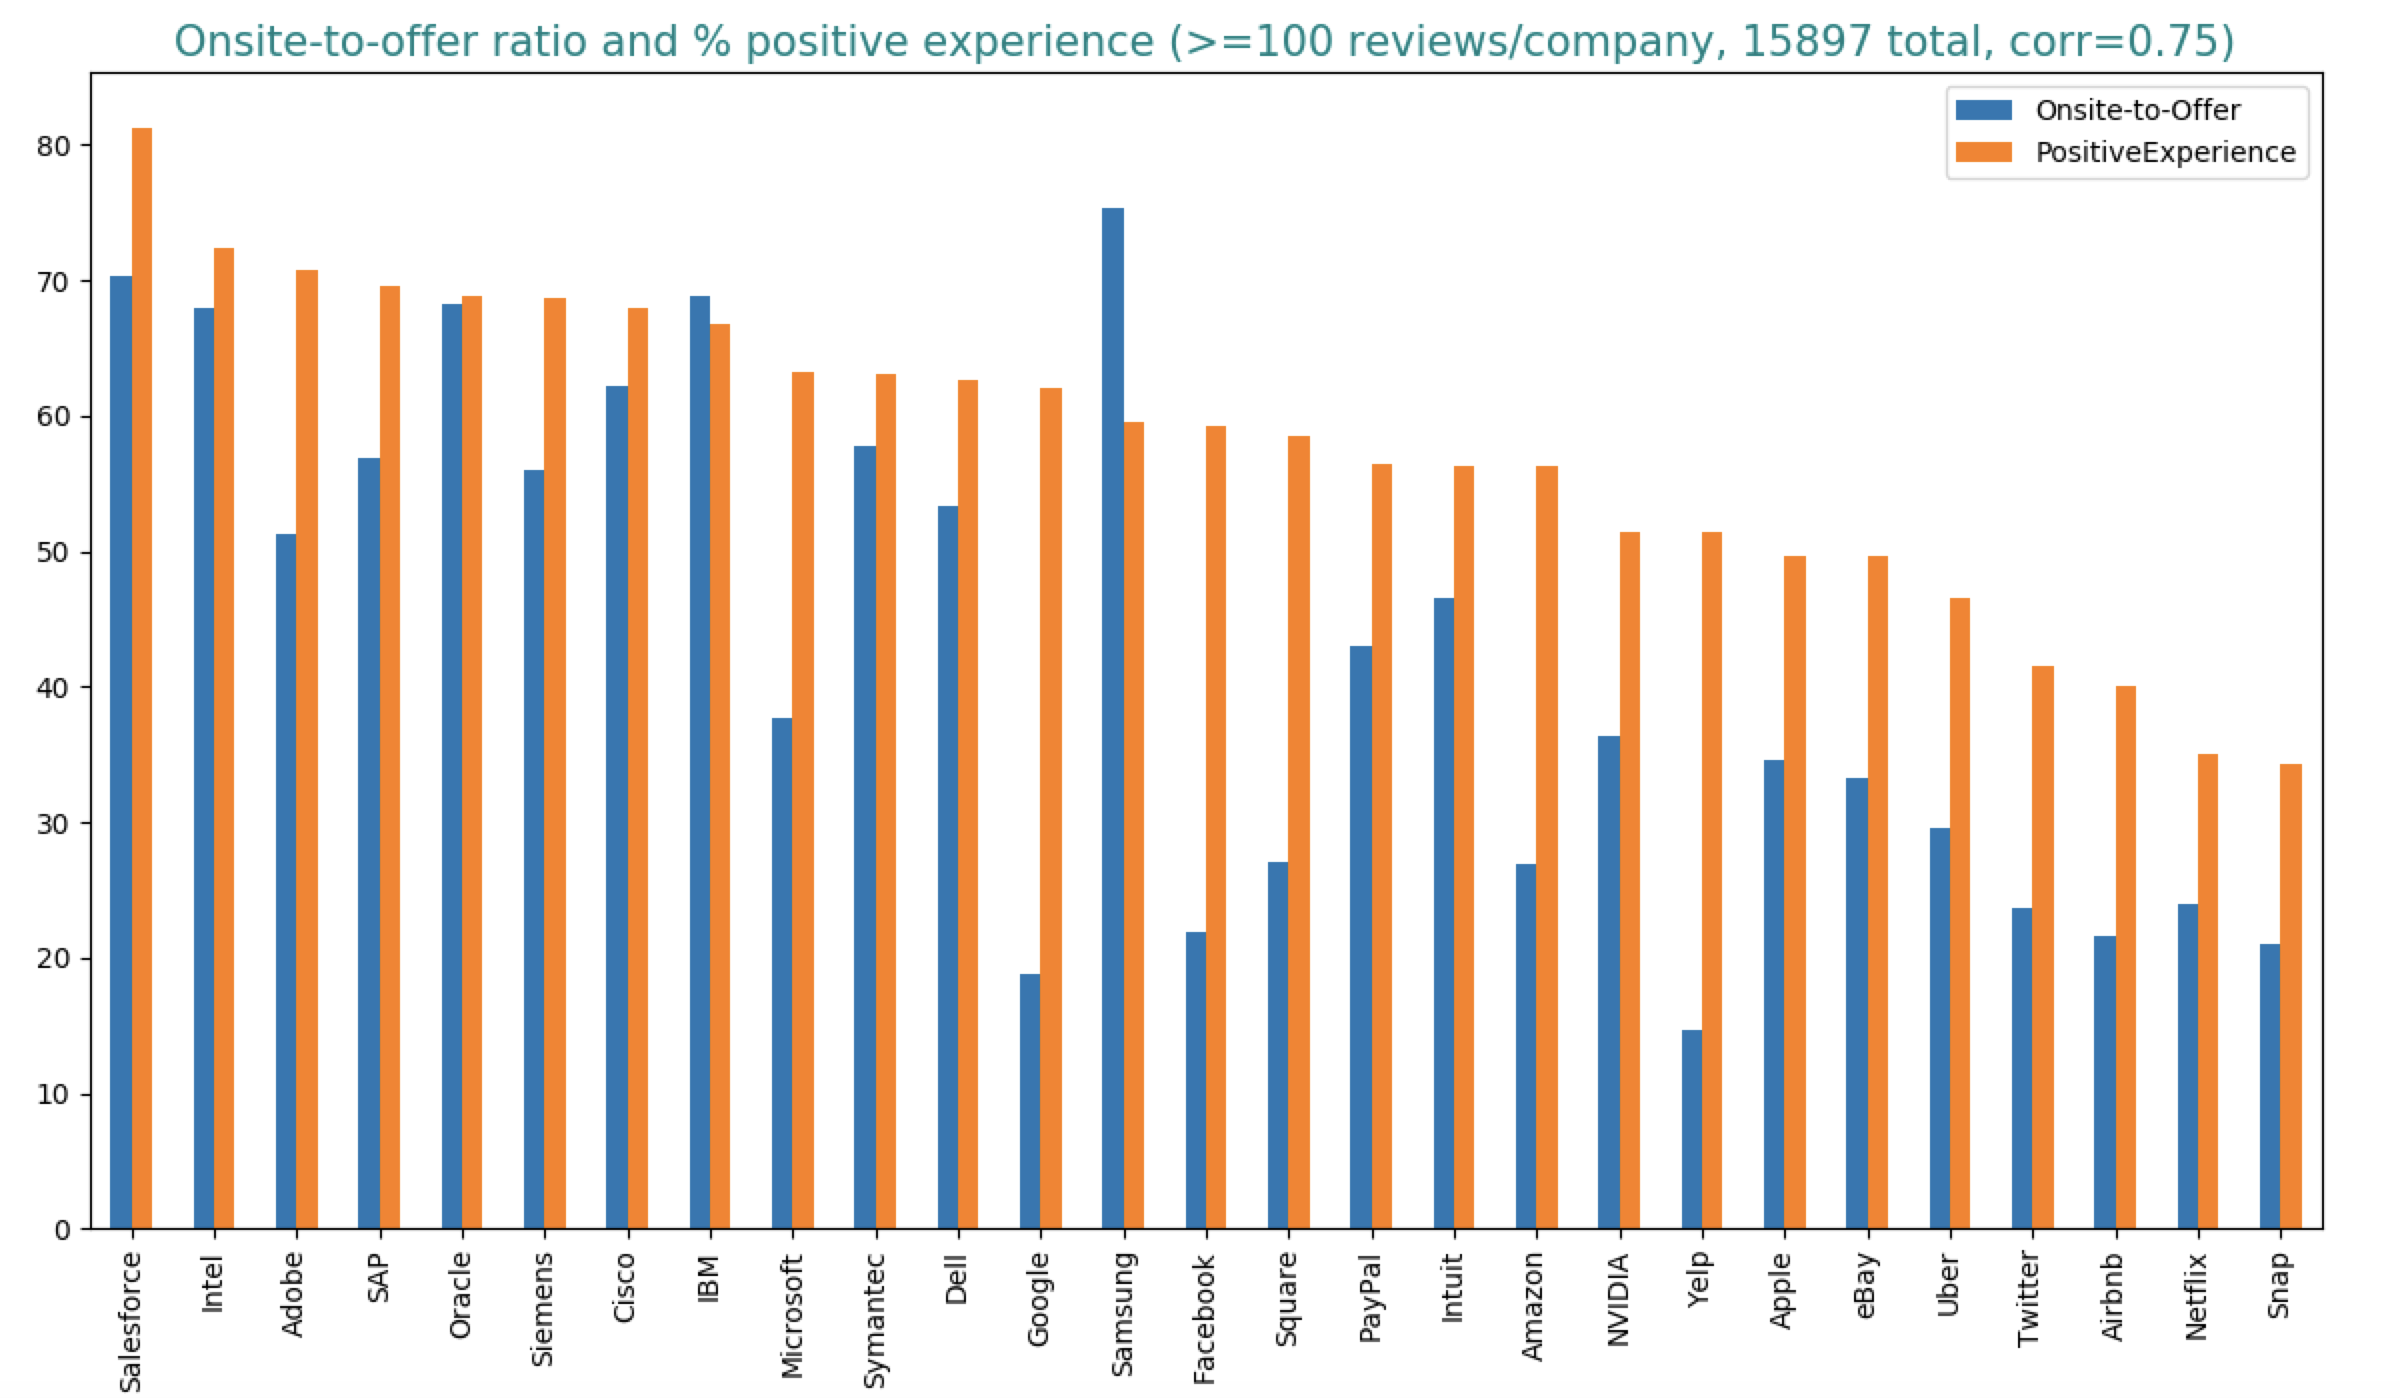 Onsite-to-offer ratio and % positive experience (>=100 reviews/company, 15897 total, corr=0.75)
Onsite-to-Offer
PositiveExperience
80
70
60
50
40
30
20
10
0
Salesforce
Intel
Adobe
SAP
Oracle
Siemens
Cisco
IBM
Microsoft
Symantec
Dell
Google
Samsung
Facebook
Square
PayPal
Intuit
Amazon
NVIDIA
Yelp
Apple
eBay
Uber
Twitter
Airbnb
Netflix
Snap